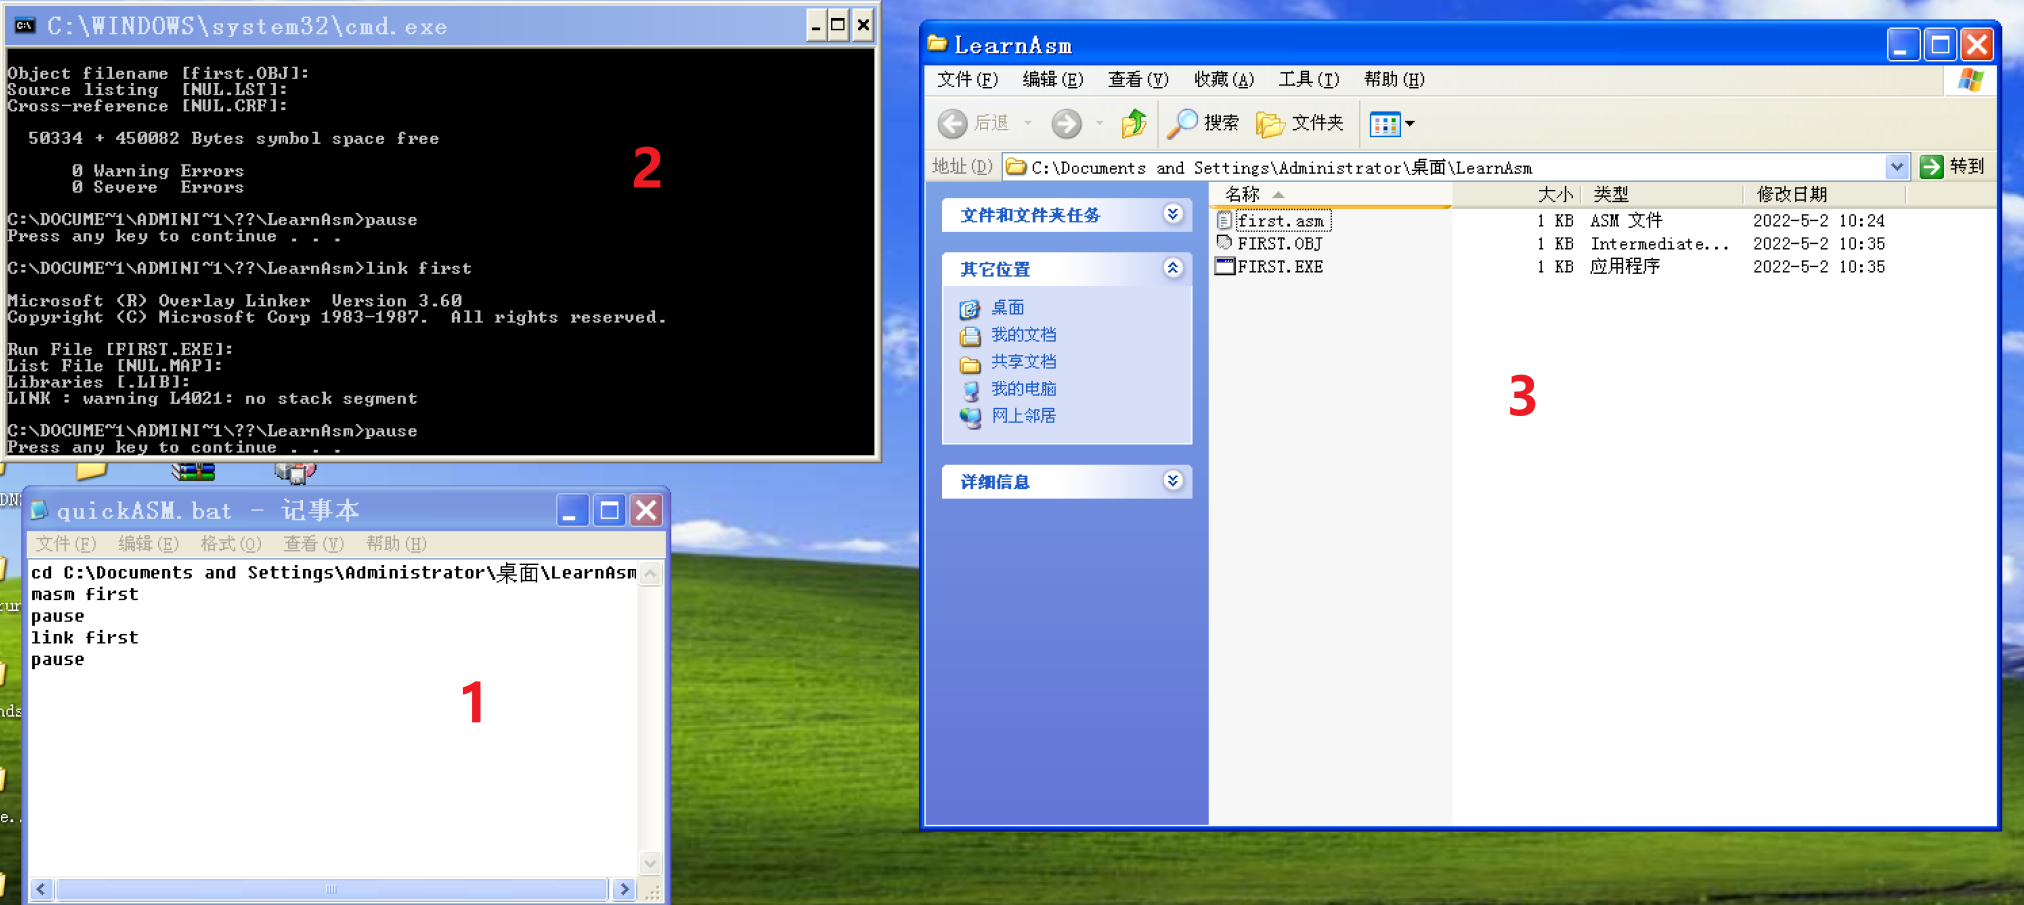 C:\WINDOWS\system32\cmd.exe
Object filename [first.OBJ]:
Source listing  [NUL.LST]:
Cross-reference [NUL.CRF]:
50334 + 450082 Bytes symbol space free
0 Warning Errors
0 Severe  Errors
C:\DOCUME~1\ADMINI~1\??\LearnAsm>pause
Press any key to continue . . .
C:\DOCUME~1\ADMINI~1\??\LearnAsm>link first
Microsoft (R) Overlay Linker  Version 3.60
Copyright (C) Microsoft Corp 1983-1987.  All rights reserved.
Run File [FIRST.EXE]:
List File [NUL.MAP]:
Libraries [.LIB]:
LINK : warning L4021: no stack segment
C:\DOCUME~1\ADMINI~1\??\LearnAsm>pause
Press any key to continue . . .
2
quickASM.bat - 记事本
文件(F) 编辑(E) 格式(O) 查看(V) 帮助(H)
cd C:\Documents and Settings\Administrator\桌面\LearnAsm
masm first
pause
link first
pause
1
LearnAsm
文件(F) 编辑(E) 查看(V) 收藏(A) 工具(T) 帮助(H)
后退 搜索 文件夹
地址(D) C:\Documents and Settings\Administrator\桌面\LearnAsm 转到
文件和文件夹任务
其它位置
桌面
我的文档
共享文档
我的电脑
网上邻居
详细信息
名称 大小 类型 修改日期
first.asm 1 KB ASM 文件 2022-5-2 10:24
FIRST.OBJ 1 KB Intermediate... 2022-5-2 10:35
FIRST.EXE 1 KB 应用程序 2022-5-2 10:35
3